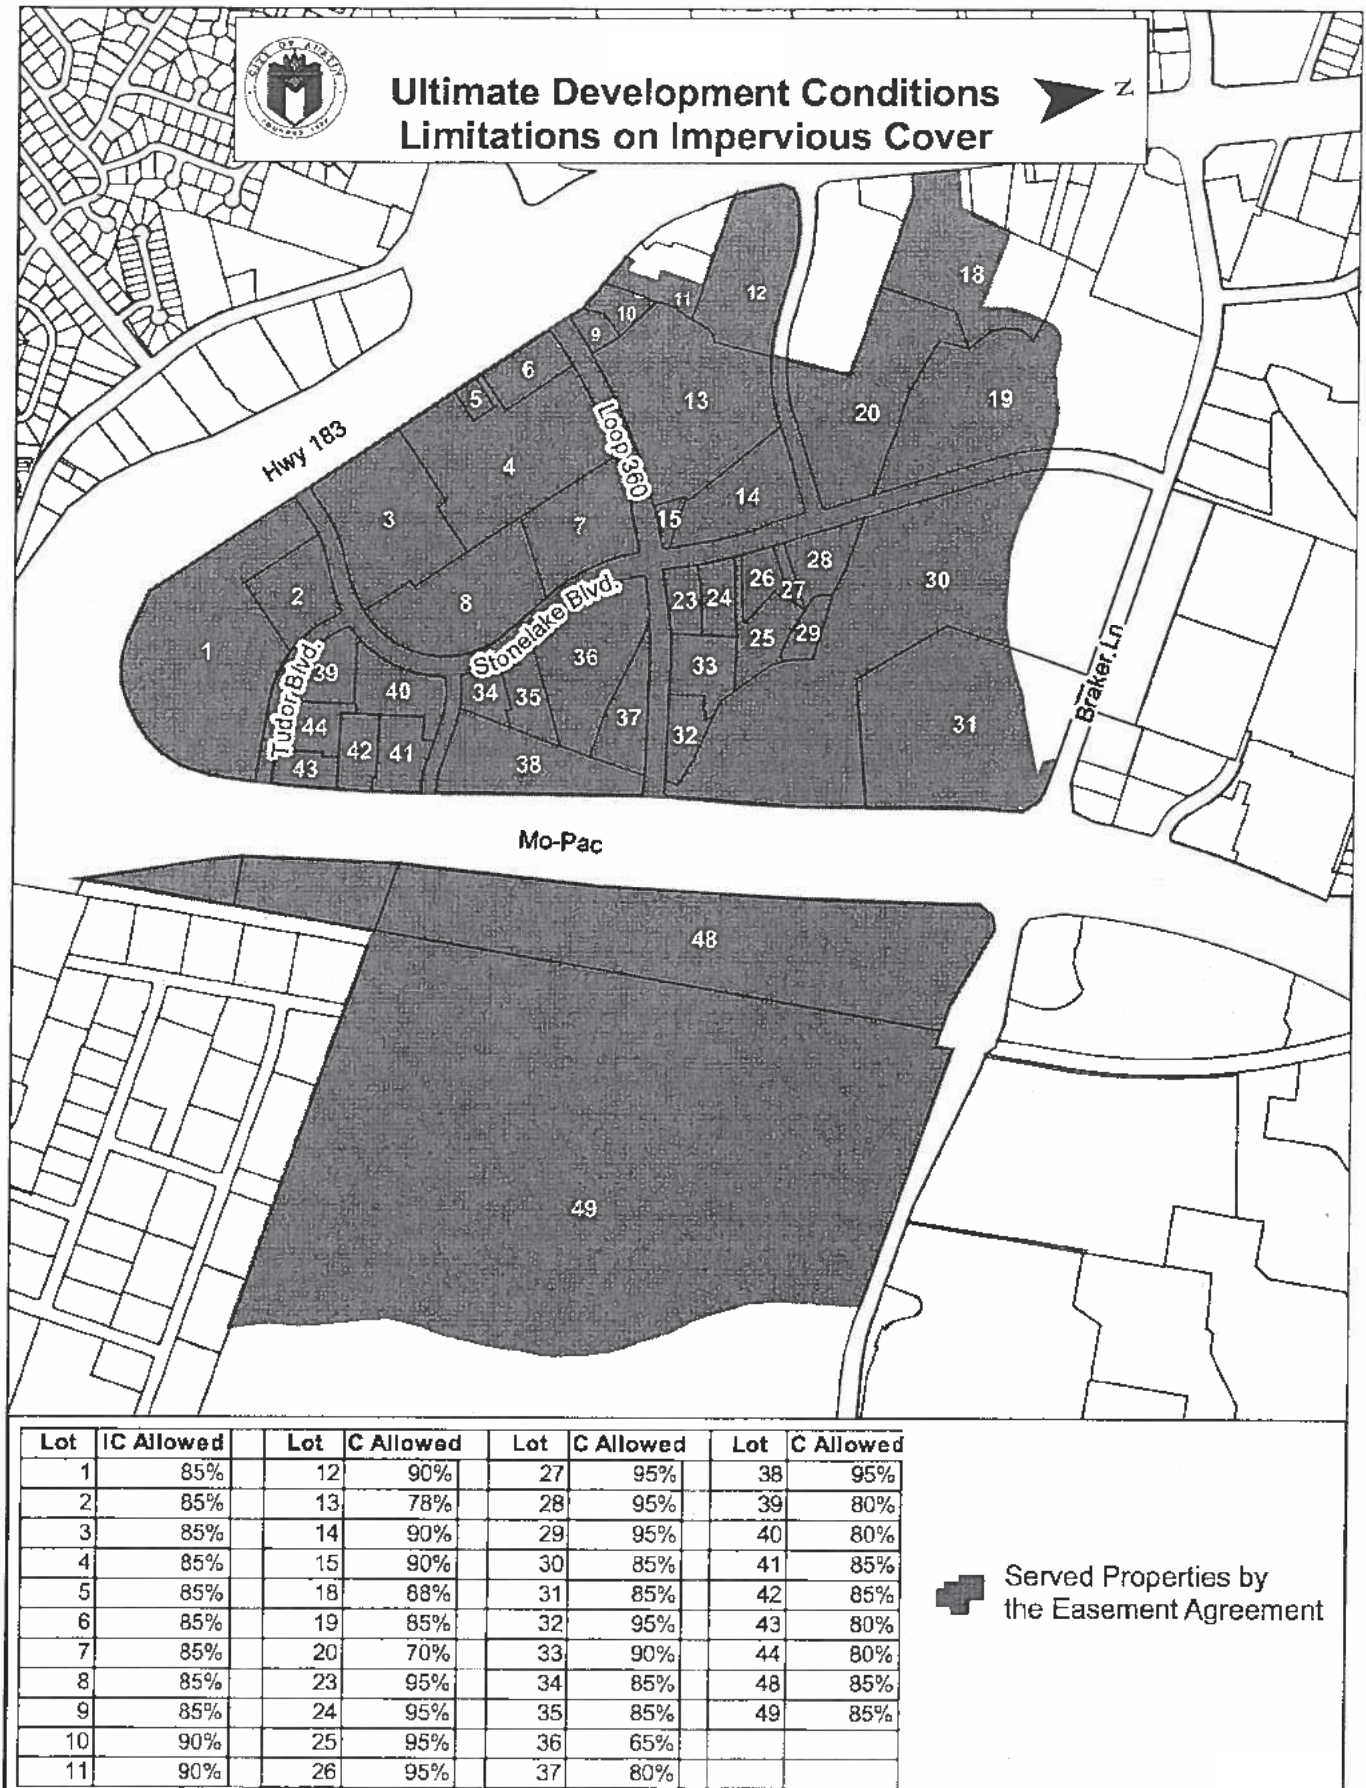 CITY OF AUSTIN
FOUNDED 1839
Ultimate Development Conditions
Limitations on Impervious Cover
N
18
12
11
10
9
6
5
13
19
20
Hwy 183
Loop 360
4
14
3
7
15
28
30
26
27
2
8
23 24
Stonelake Blvd.
25
29
1
36
33
Tudor Blvd.
39
40
34
35
Braker Ln
37
31
44
32
42
41
43
38
Mo-Pac
48
49
Lot IC Allowed Lot C Allowed Lot C Allowed Lot C Allowed
1 85% 12 90% 27 95% 38 95%
2 85% 13 78% 28 95% 39 80%
3 85% 14 90% 29 95% 40 80%
4 85% 15 90% 30 85% 41 85%
5 85% 18 88% 31 85% 42 85%
6 85% 19 85% 32 95% 43 80%
7 85% 20 70% 33 90% 44 80%
8 85% 23 95% 34 85% 48 85%
9 85% 24 95% 35 85% 49 85%
10 90% 25 95% 36 65%
11 90% 26 95% 37 80%
Served Properties by
the Easement Agreement